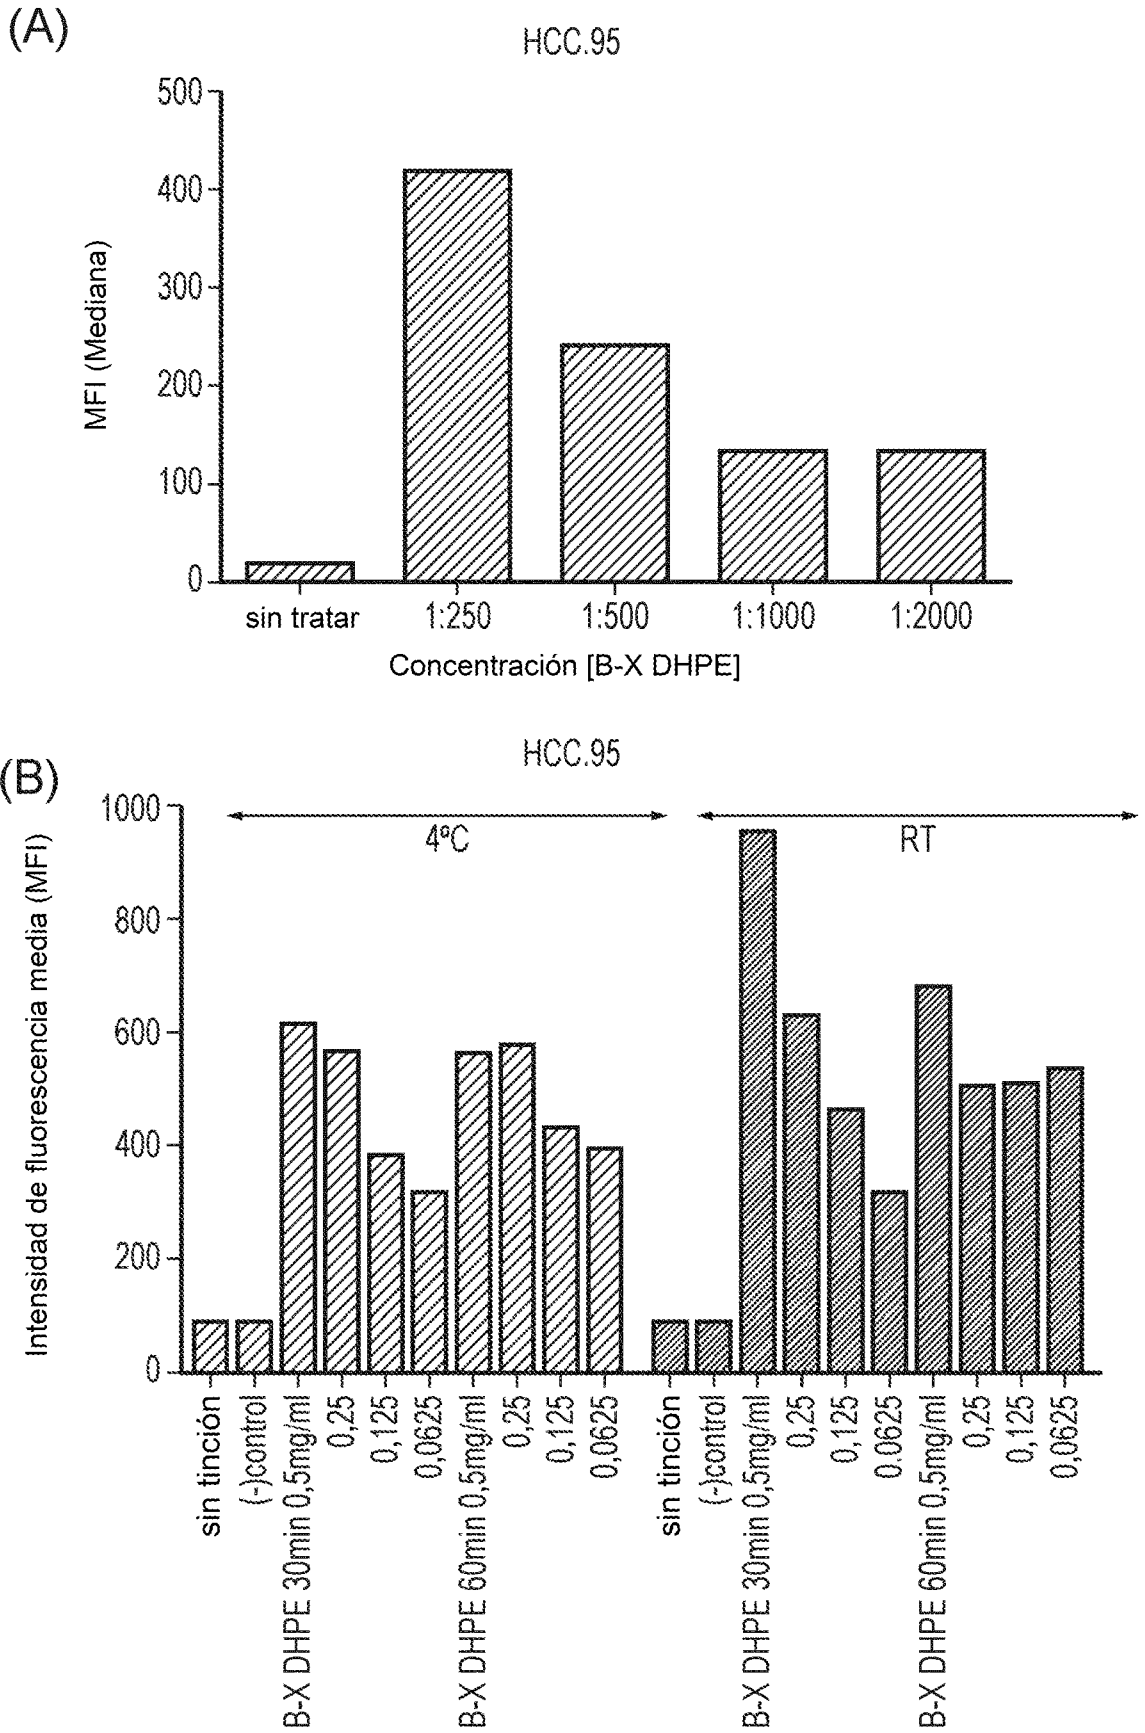 (A)
HCC.95
MFI (Mediana)
500
400
300
200
100
0
sin tratar
1:250
1:500
1:1000
1:2000
Concentración [B-X DHPE]
(B)
HCC.95
Intensidad de fluorescencia media (MFI)
1000
800
600
400
200
0
4ºC
RT
sin tinción
(-)control
B-X DHPE 30min 0,5mg/ml
0,25
0,125
0,0625
B-X DHPE 60min 0,5mg/ml
0,25
0,125
0,0625
sin tinción
(-)control
B-X DHPE 30min 0,5mg/ml
0,25
0,125
0.0625
B-X DHPE 60min 0,5mg/ml
0,25
0,125
0,0625